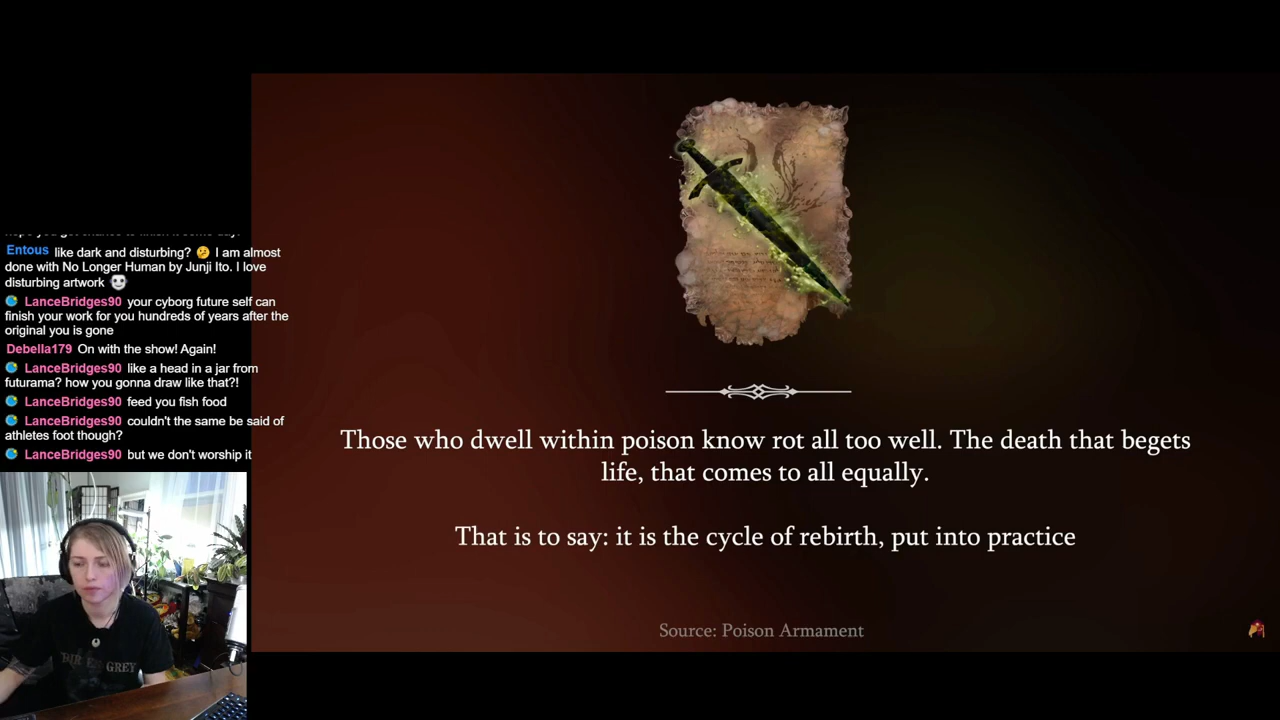 Entous like dark and disturbing? 🤔 I am almost
done with No Longer Human by Junji Ito. I love
disturbing artwork
LanceBridges90 your cyborg future self can
finish your work for you hundreds of years after the
original you is gone
Debella179 On with the show! Again!
LanceBridges90 like a head in a jar from
futurama? how you gonna draw like that?!
LanceBridges90 feed you fish food
LanceBridges90 couldn't the same be said of
athletes foot though?
LanceBridges90 but we don't worship it
Those who dwell within poison know rot all too well. The death that begets
life, that comes to all equally.
That is to say: it is the cycle of rebirth, put into practice
Source: Poison Armament
DIR EN GREY